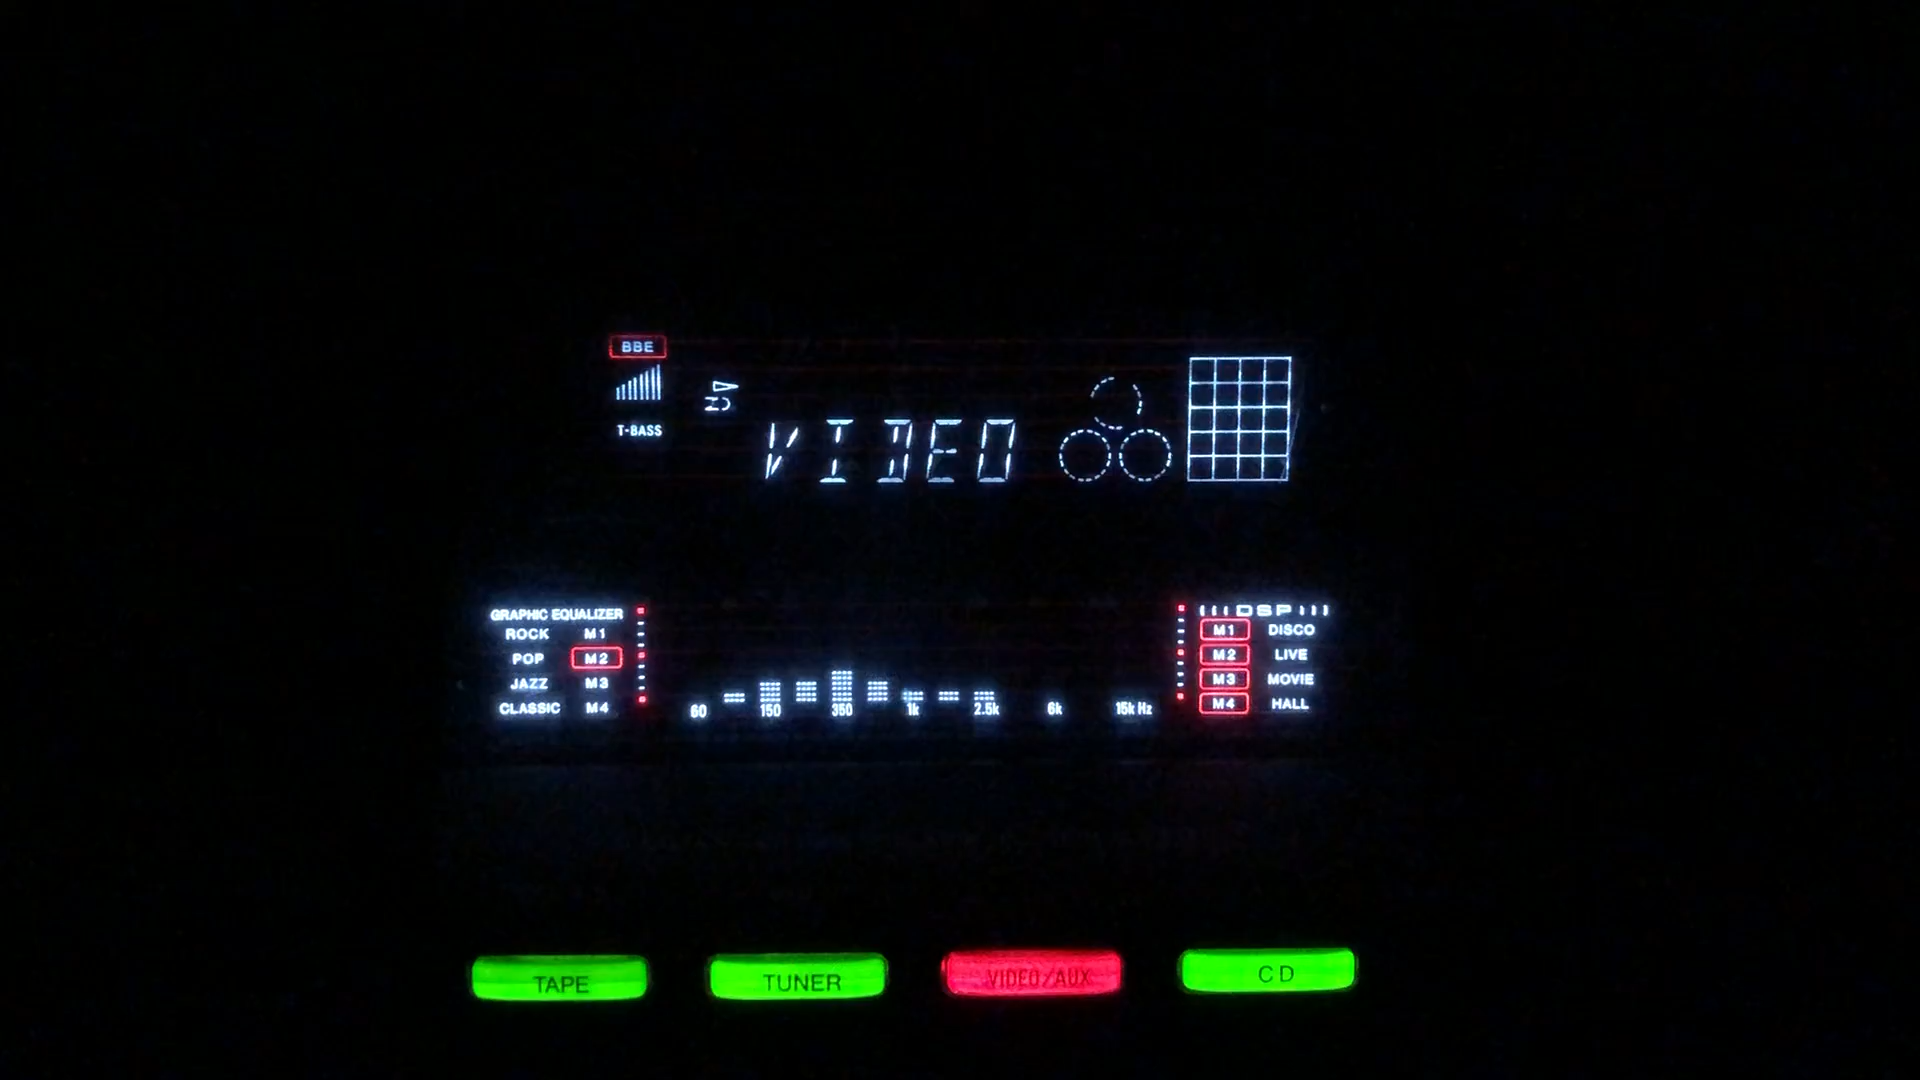 BBE
T-BASS
VIDEO
GRAPHIC EQUALIZER
ROCK M1
POP M2
JAZZ M3
CLASSIC M4
60 150 350 1k 2.5k 6k 15k Hz
DSP
M1 DISCO
M2 LIVE
M3 MOVIE
M4 HALL
TAPE TUNER VIDEO/AUX CD